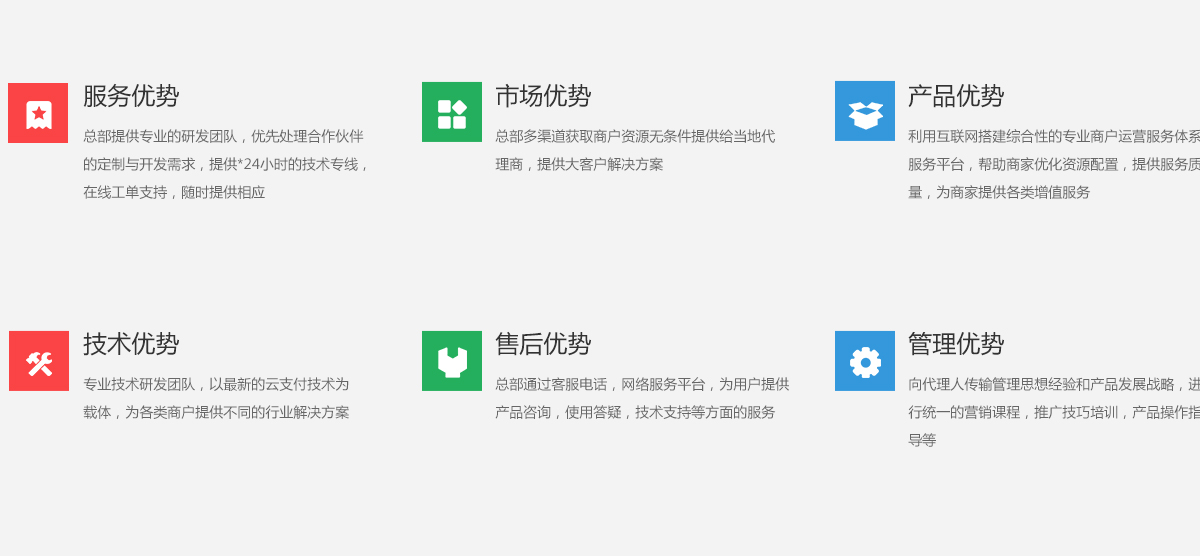 服务优势
总部提供专业的研发团队，优先处理合作伙伴
的定制与开发需求，提供*24小时的技术专线，
在线工单支持，随时提供相应
市场优势
总部多渠道获取商户资源无条件提供给当地代
理商，提供大客户解决方案
产品优势
利用互联网搭建综合性的专业商户运营服务体系
服务平台，帮助商家优化资源配置，提供服务质
量，为商家提供各类增值服务
技术优势
专业技术研发团队，以最新的云支付技术为
载体，为各类商户提供不同的行业解决方案
售后优势
总部通过客服电话，网络服务平台，为用户提供
产品咨询，使用答疑，技术支持等方面的服务
管理优势
向代理人传输管理思想经验和产品发展战略，进
行统一的营销课程，推广技巧培训，产品操作指
导等